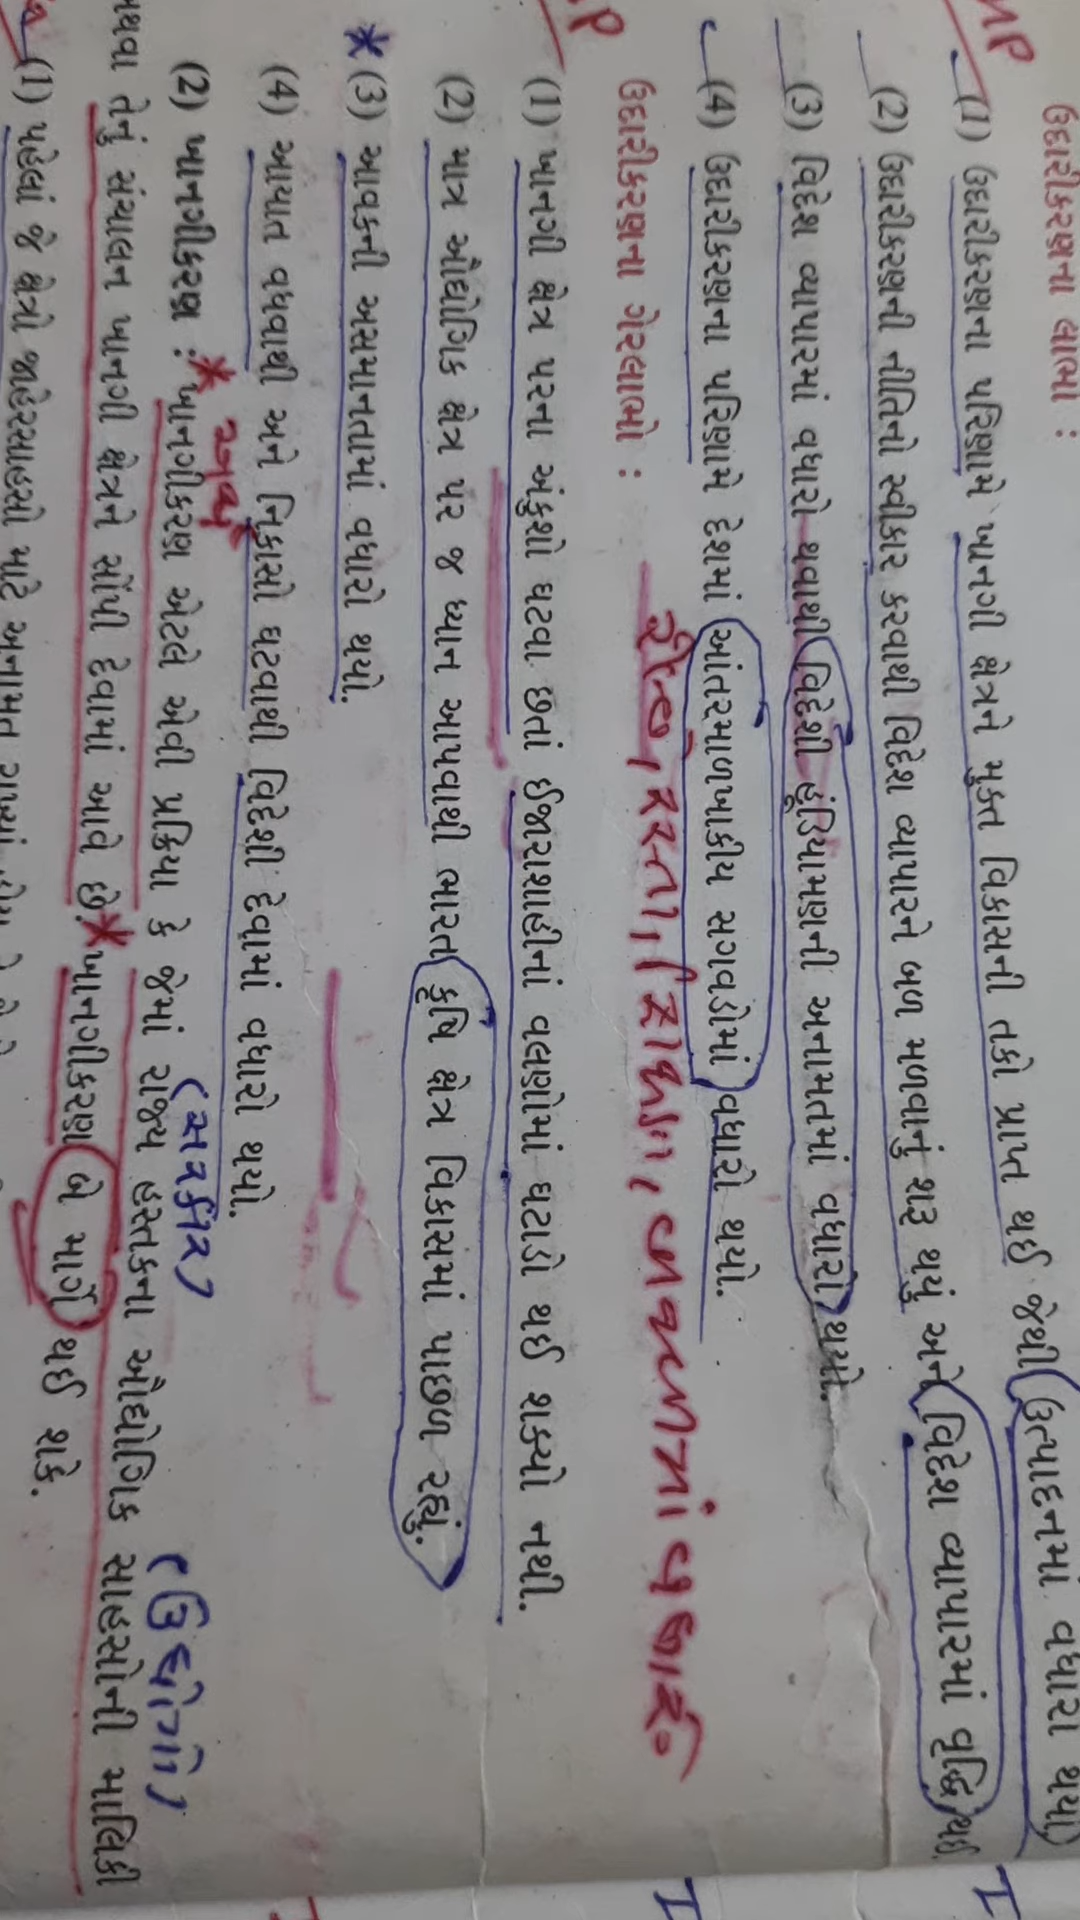 ઉદારીકરણના લાભો :
IMP
(1) ઉદારીકરણના પરિણામે ખાનગી ક્ષેત્રને મુક્ત વિકાસની તકો પ્રાપ્ત થઈ જેથી ઉત્પાદનમાં વધારો થયો
(2) ઉદારીકરણની નીતિનો સ્વીકાર કરવાથી વિદેશ વ્યાપારને બળ મળવાનું શરૂ થયું અને વિદેશ વ્યાપારમાં વૃદ્ધિ થઈ.
(3) વિદેશ વ્યાપારમાં વધારો થવાથી વિદેશી હૂંડિયામણની અનામતમાં વધારો થયો.
(4) ઉદારીકરણના પરિણામે દેશમાં આંતરમાળખાકીય સગવડોમાં વધારો થયો.
રેલ્વે, રસ્તા,
ઉદારીકરણના ગેરલાભો :
(1) ખાનગી ક્ષેત્ર પરના અંકુશો ઘટવા છતાં ઈજારાશાહીનાં વલણોમાં ઘટાડો થઈ શક્યો નથી.
(2) માત્ર ઔદ્યોગિક ક્ષેત્ર પર જ ધ્યાન આપવાથી ભારત કૃષિ ક્ષેત્ર વિકાસમાં પાછળ રહ્યું.
* (3) આવકની અસમાનતામાં વધારો થયો.
(4) આયાત વધવાથી અને નિકાસો ઘટવાથી વિદેશી દેવામાં વધારો થયો.
(સરકાર) (ઉદ્યોગો)
(2) ખાનગીકરણ : * ખાનગીકરણ એટલે એવી પ્રક્રિયા કે જેમાં રાજ્ય હસ્તકના ઔદ્યોગિક સાહસોની માલિકી
અથવા તેનું સંચાલન ખાનગી ક્ષેત્રને સોંપી દેવામાં આવે છે. * ખાનગીકરણ બે માર્ગે થઈ શકે.
(1) પહેલાં જે ક્ષેત્રો જાહેરસાહસો માટે અનામત